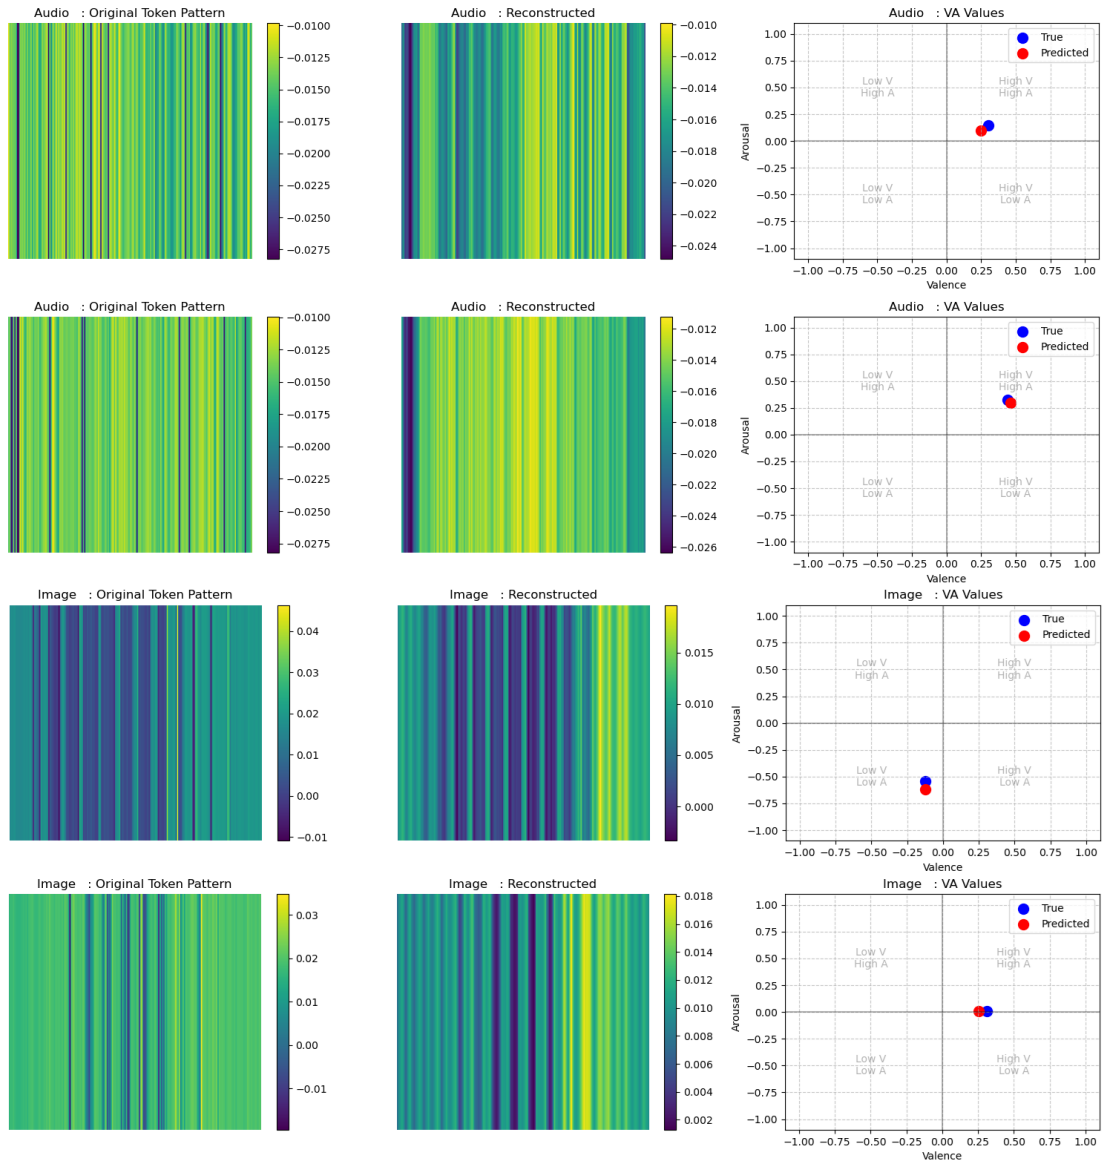 Audio   : Original Token Pattern
−0.0100
−0.0125
−0.0150
−0.0175
−0.0200
−0.0225
−0.0250
−0.0275
Audio   : Reconstructed
−0.010
−0.012
−0.014
−0.016
−0.018
−0.020
−0.022
−0.024
Audio   : VA Values
True
Predicted
Low V
High A
High V
High A
Low V
Low A
High V
Low A
1.00
0.75
0.50
0.25
0.00
−0.25
−0.50
−0.75
−1.00
Arousal
−1.00 −0.75 −0.50 −0.25 0.00 0.25 0.50 0.75 1.00
Valence
Audio   : Original Token Pattern
−0.0100
−0.0125
−0.0150
−0.0175
−0.0200
−0.0225
−0.0250
−0.0275
Audio   : Reconstructed
−0.012
−0.014
−0.016
−0.018
−0.020
−0.022
−0.024
−0.026
Audio   : VA Values
True
Predicted
Low V
High A
High V
High A
Low V
Low A
High V
Low A
1.00
0.75
0.50
0.25
0.00
−0.25
−0.50
−0.75
−1.00
Arousal
−1.00 −0.75 −0.50 −0.25 0.00 0.25 0.50 0.75 1.00
Valence
Image   : Original Token Pattern
0.04
0.03
0.02
0.01
0.00
−0.01
Image   : Reconstructed
0.015
0.010
0.005
0.000
Image   : VA Values
True
Predicted
Low V
High A
High V
High A
Low V
Low A
High V
Low A
1.00
0.75
0.50
0.25
0.00
−0.25
−0.50
−0.75
−1.00
Arousal
−1.00 −0.75 −0.50 −0.25 0.00 0.25 0.50 0.75 1.00
Valence
Image   : Original Token Pattern
0.03
0.02
0.01
0.00
−0.01
Image   : Reconstructed
0.018
0.016
0.014
0.012
0.010
0.008
0.006
0.004
0.002
Image   : VA Values
True
Predicted
Low V
High A
High V
High A
Low V
Low A
High V
Low A
1.00
0.75
0.50
0.25
0.00
−0.25
−0.50
−0.75
−1.00
Arousal
−1.00 −0.75 −0.50 −0.25 0.00 0.25 0.50 0.75 1.00
Valence